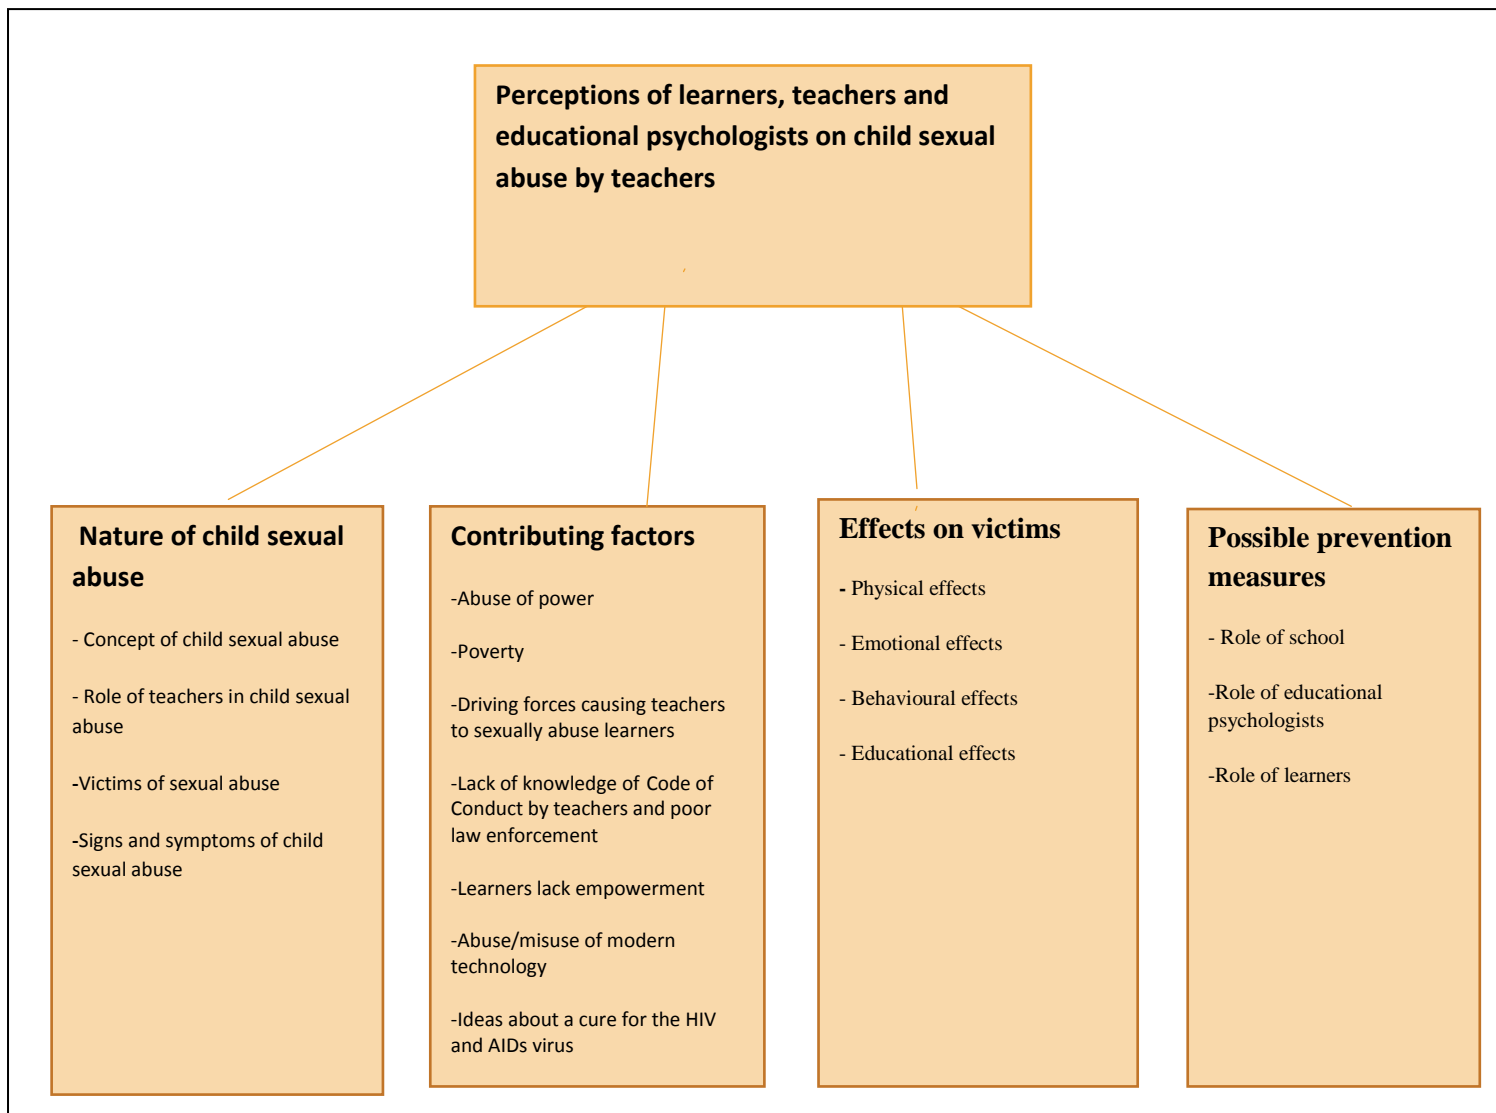 Perceptions of learners, teachers and
educational psychologists on child sexual
abuse by teachers
Nature of child sexual
abuse
- Concept of child sexual abuse
- Role of teachers in child sexual
abuse
-Victims of sexual abuse
-Signs and symptoms of child
sexual abuse
Contributing factors
-Abuse of power
-Poverty
-Driving forces causing teachers
to sexually abuse learners
-Lack of knowledge of Code of
Conduct by teachers and poor
law enforcement
-Learners lack empowerment
-Abuse/misuse of modern
technology
-Ideas about a cure for the HIV
and AIDs virus
Effects on victims
- Physical effects
- Emotional effects
- Behavioural effects
- Educational effects
Possible prevention
measures
- Role of school
-Role of educational
psychologists
-Role of learners